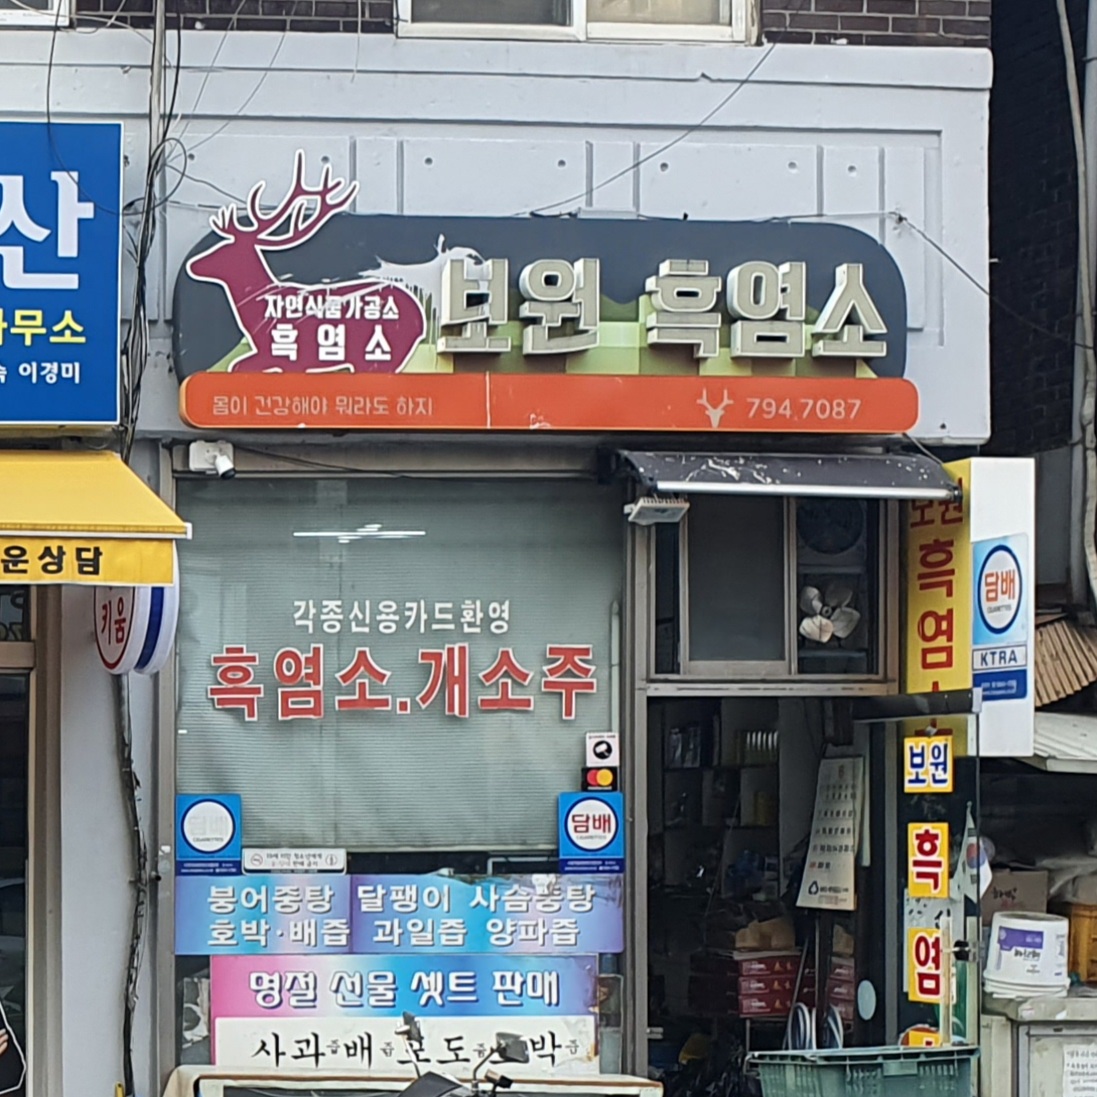 산
사무소
이경미
자연식품가공소
흑염소
보원 흑염소
몸이 건강해야 뭐라도 하지
794.7087
운상담
키움
각종신용카드환영
흑염소.개소주
보원
흑염
담배
KTRA
담배
보원
흑
염
붕어중탕 달팽이 사슴중탕
호박·배즙 과일즙 양파즙
명절 선물 셋트 판매
사과즙 배즙 포도즙 박